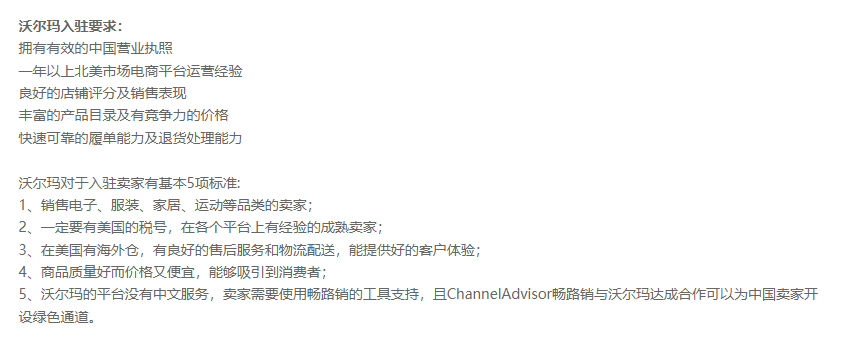 沃尔玛入驻要求：
拥有有效的中国营业执照
一年以上北美市场电商平台运营经验
良好的店铺评分及销售表现
丰富的产品目录及有竞争力的价格
快速可靠的履单能力及退货处理能力
沃尔玛对于入驻卖家有基本5项标准:
1、销售电子、服装、家居、运动等品类的卖家；
2、一定要有美国的税号，在各个平台上有经验的成熟卖家；
3、在美国有海外仓，有良好的售后服务和物流配送，能提供好的客户体验；
4、商品质量好而价格又便宜，能够吸引到消费者；
5、沃尔玛的平台没有中文服务，卖家需要使用畅路销的工具支持，且ChannelAdvisor畅路销与沃尔玛达成合作可以为中国卖家开
设绿色通道。